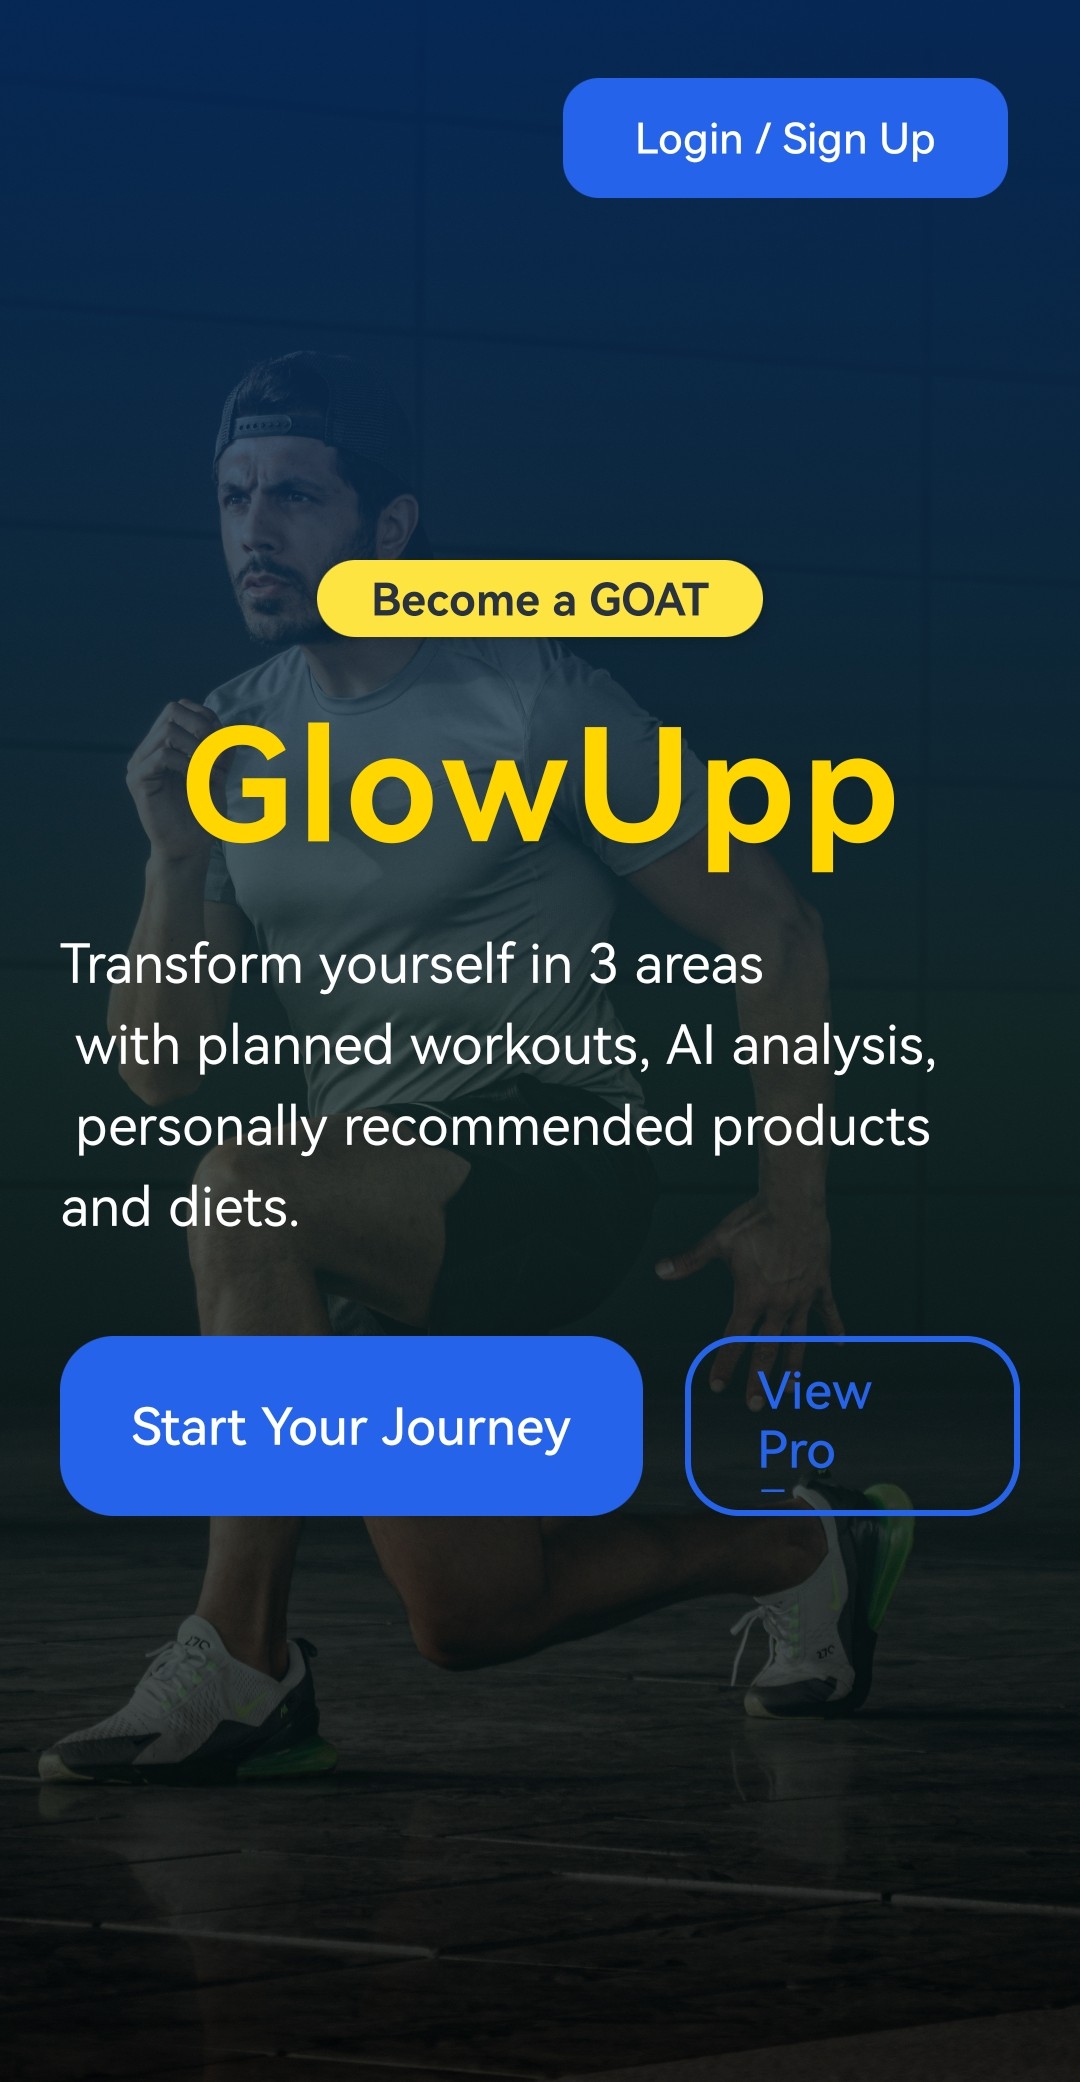 Login / Sign Up
Become a GOAT
GlowUpp
Transform yourself in 3 areas
with planned workouts, AI analysis,
personally recommended products
and diets.
Start Your Journey
View
Pro